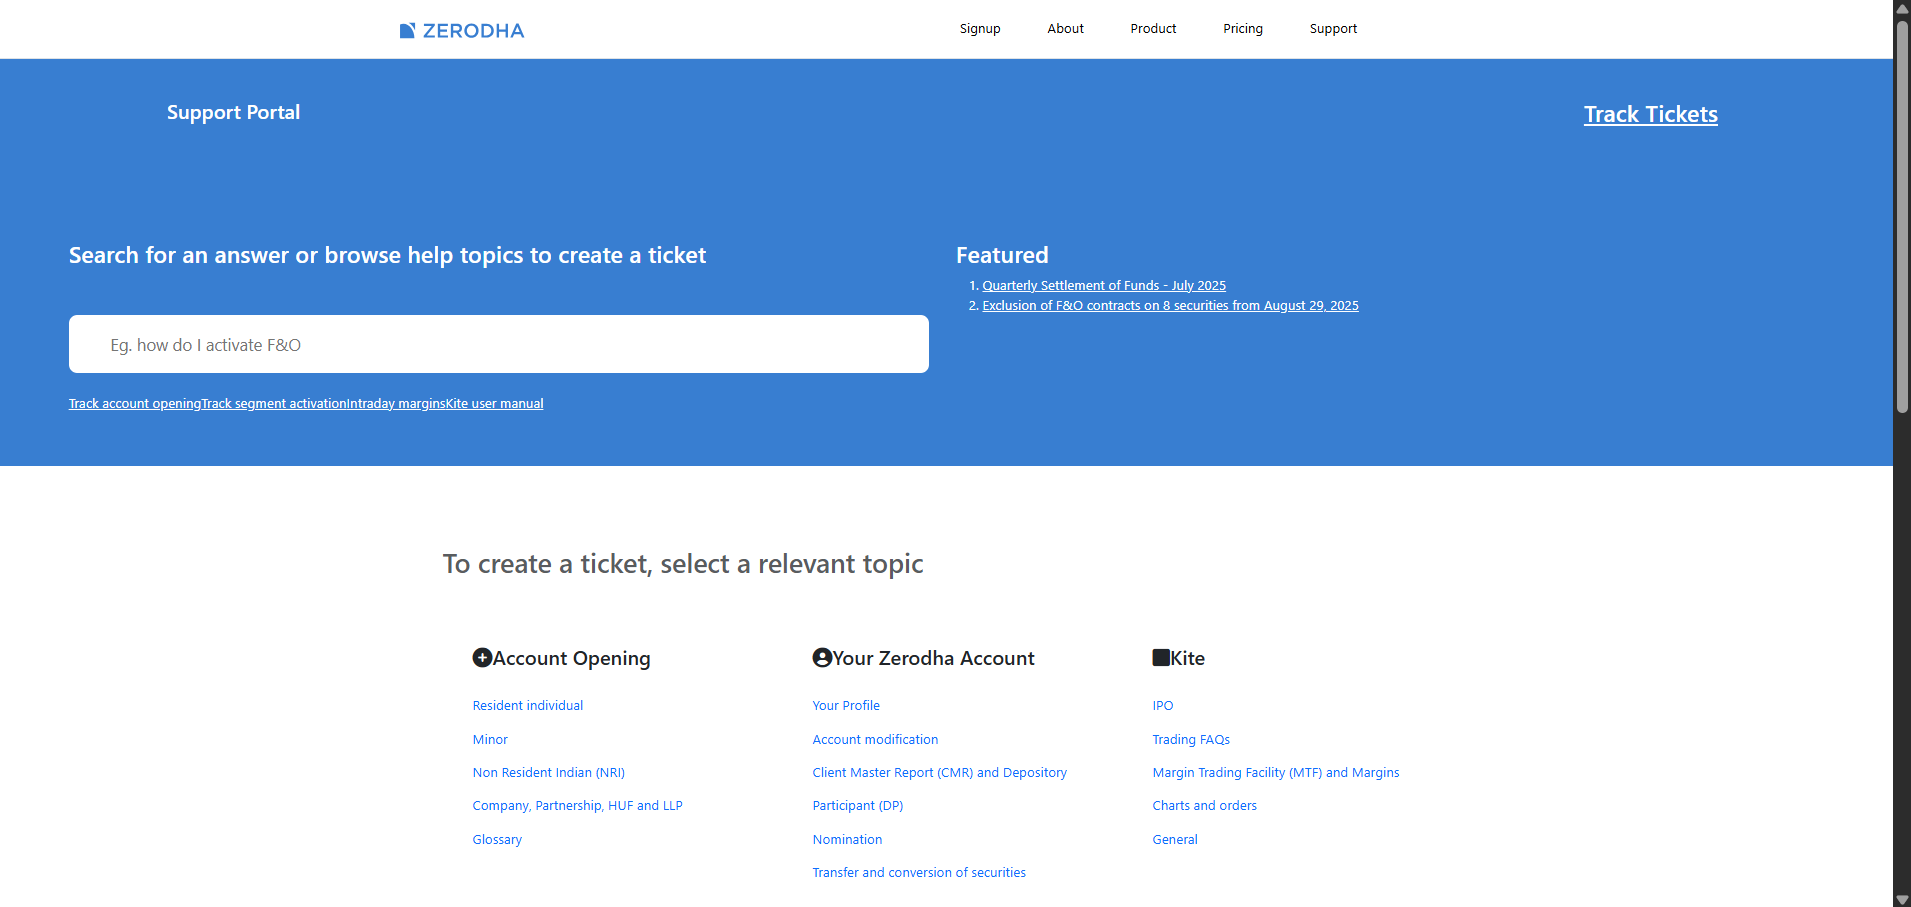 ZERODHA
Signup About Product Pricing Support
Support Portal
Track Tickets
Search for an answer or browse help topics to create a ticket
Eg. how do I activate F&O
Track account openingTrack segment activationIntraday marginsKite user manual
Featured
1. Quarterly Settlement of Funds - July 2025
2. Exclusion of F&O contracts on 8 securities from August 29, 2025
To create a ticket, select a relevant topic
Account Opening
Resident individual
Minor
Non Resident Indian (NRI)
Company, Partnership, HUF and LLP
Glossary
Your Zerodha Account
Your Profile
Account modification
Client Master Report (CMR) and Depository
Participant (DP)
Nomination
Transfer and conversion of securities
Kite
IPO
Trading FAQs
Margin Trading Facility (MTF) and Margins
Charts and orders
General